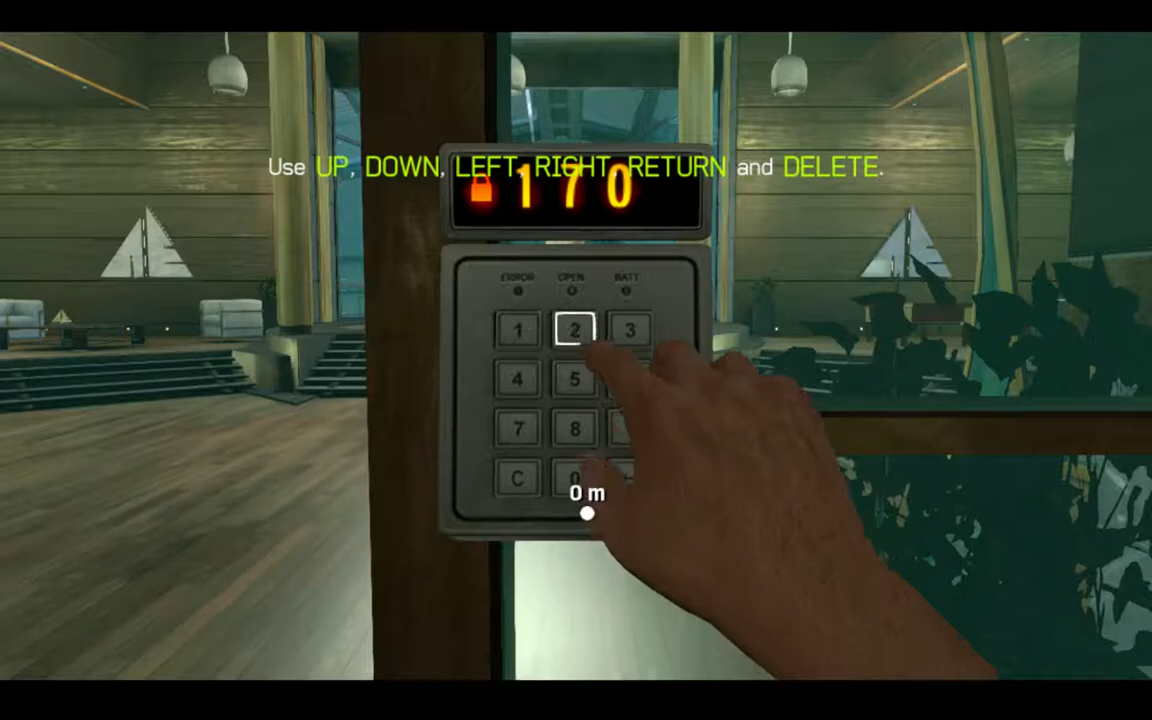 Use UP, DOWN, LEFT, RIGHT, RETURN and DELETE.
170
ERROR OPEN BATT
1 2 3
4 5
7 8
C 0
0 m